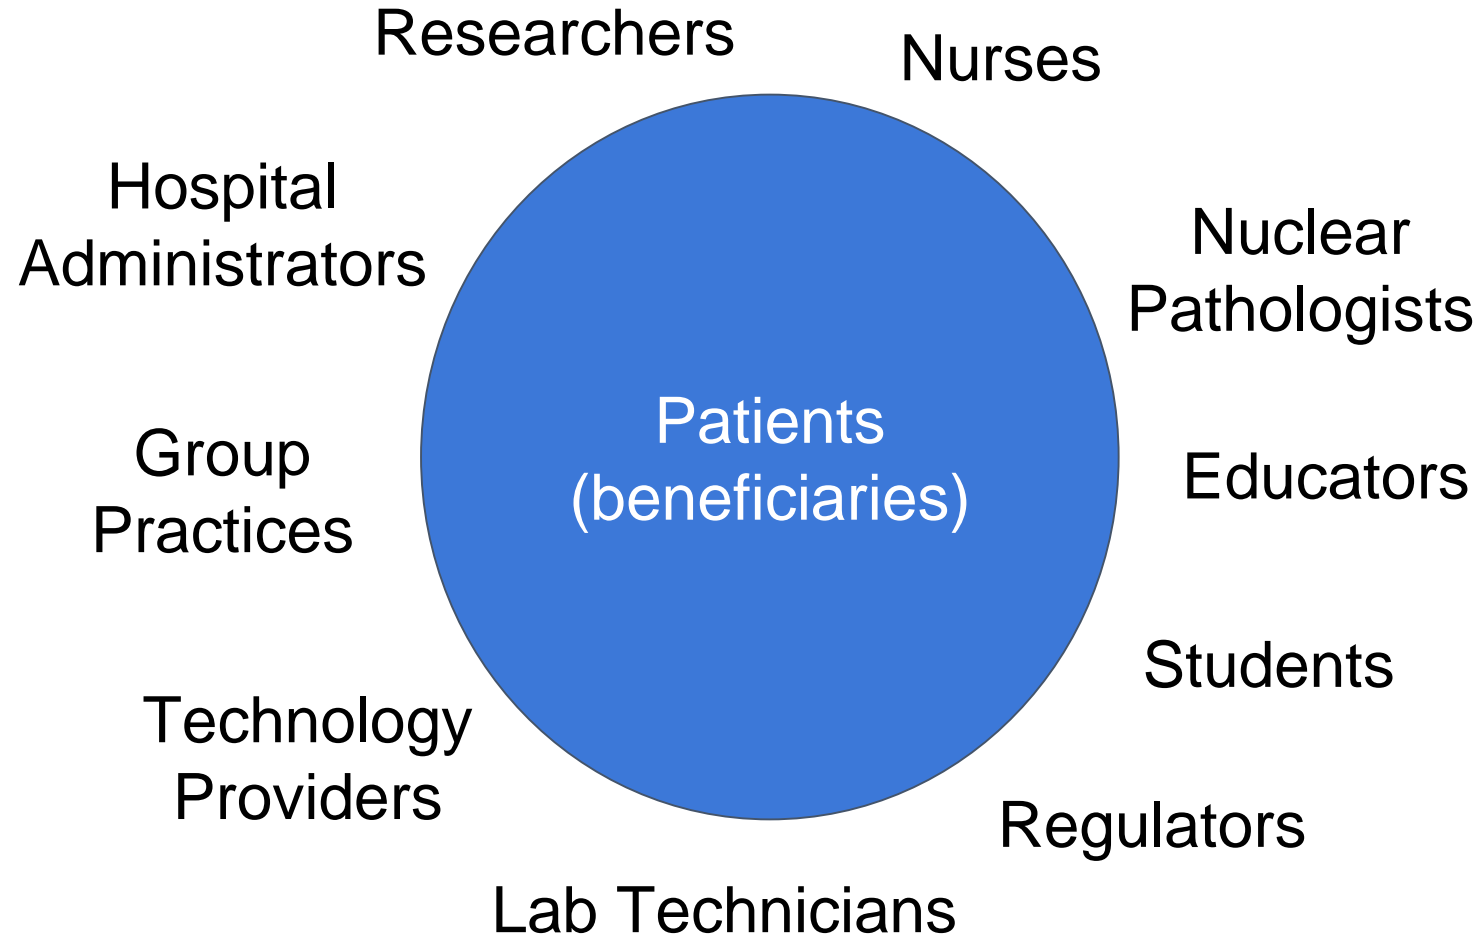 Researchers
Nurses
Hospital
Administrators
Nuclear
Pathologists
Patients
(beneficiaries)
Group
Practices
Educators
Students
Technology
Providers
Regulators
Lab Technicians